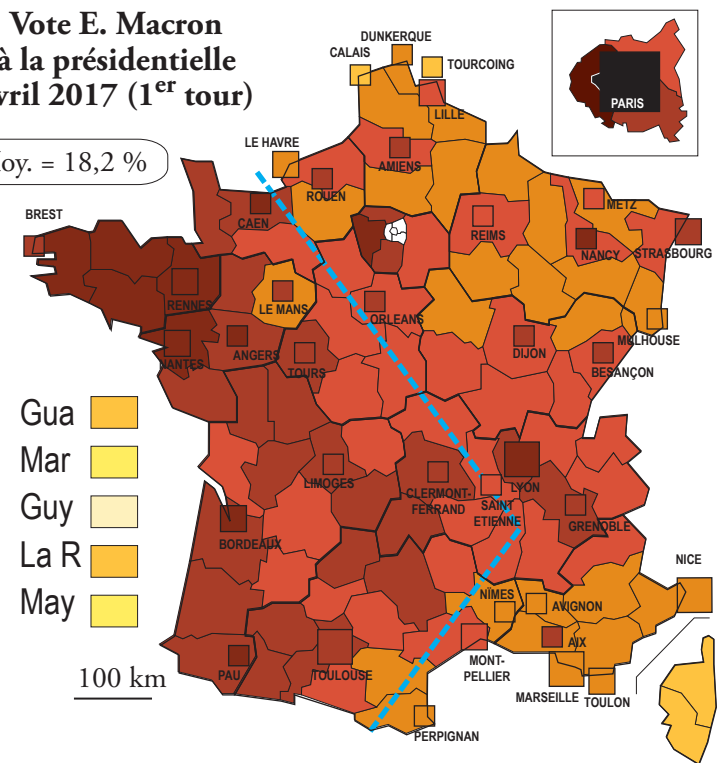 Vote E. Macron
à la présidentielle
vril 2017 (1er tour)
oy. = 18,2 %
DUNKERQUE
CALAIS
TOURCOING
LILLE
PARIS
LE HAVRE
AMIENS
ROUEN
CAEN
REIMS
METZ
NANCY
STRASBOURG
BREST
RENNES
LE MANS
ORLEANS
MULHOUSE
NANTES
ANGERS
TOURS
DIJON
BESANÇON
Gua
Mar
Guy
La R
May
LIMOGES
CLERMONT-
FERRAND
LYON
SAINT
ETIENNE
GRENOBLE
BORDEAUX
NICE
NÎMES
AVIGNON
AIX
PAU
TOULOUSE
MONT-
PELLIER
MARSEILLE
TOULON
PERPIGNAN
100 km